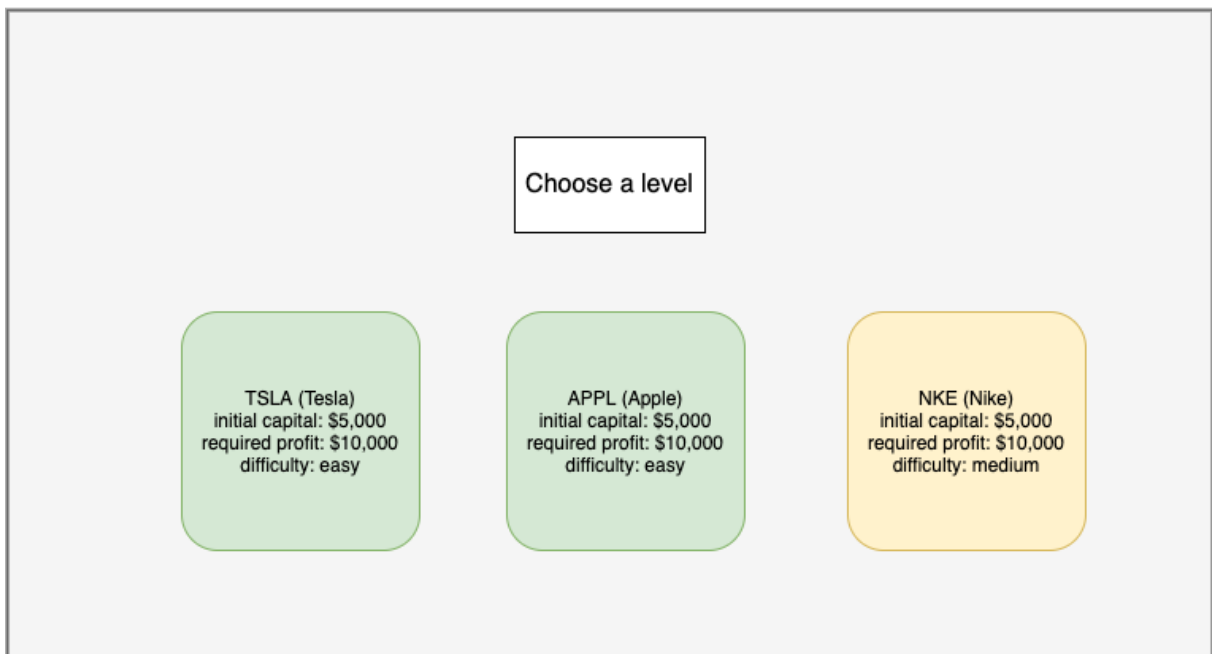 Choose a level
TSLA (Tesla)
initial capital: $5,000
required profit: $10,000
difficulty: easy
APPL (Apple)
initial capital: $5,000
required profit: $10,000
difficulty: easy
NKE (Nike)
initial capital: $5,000
required profit: $10,000
difficulty: medium